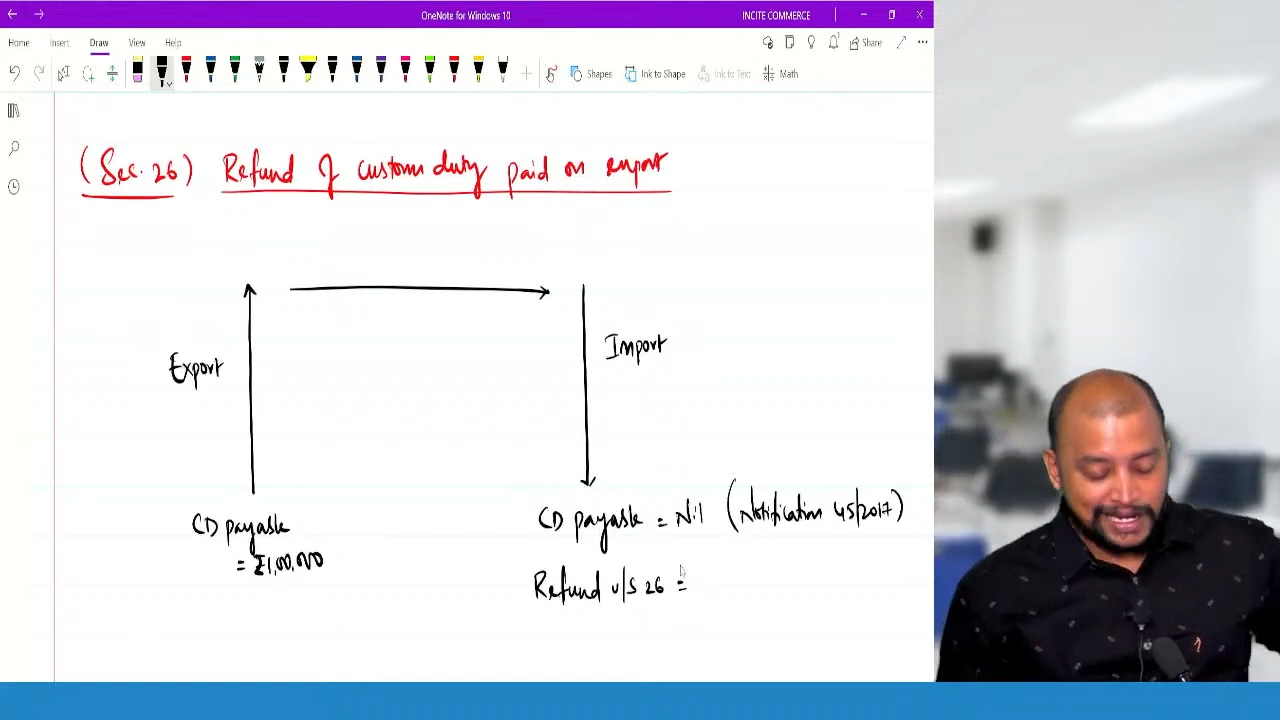 OneNote for Windows 10
INCITE COMMERCE
Home Insert Draw View Help
Share
Shapes Ink to Shape Ink to Text Math
(Sec. 26) Refund of custom duty paid on export
Export
Import
CD payable
= ₹1,00,000
CD payable = Nil (Notification 45/2017)
Refund u/s 26 =